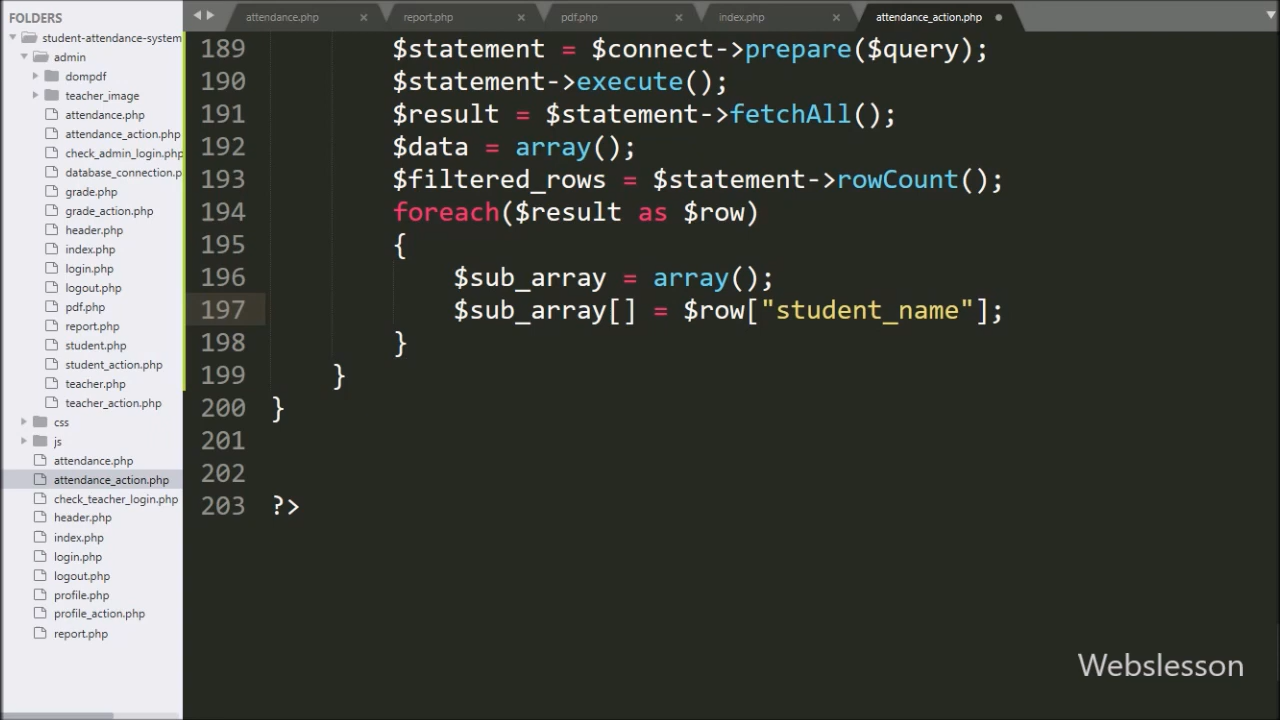 FOLDERS
student-attendance-system
admin
dompdf
teacher_image
attendance.php
attendance_action.php
check_admin_login.php
database_connection.p
grade.php
grade_action.php
header.php
index.php
login.php
logout.php
pdf.php
report.php
student.php
student_action.php
teacher.php
teacher_action.php
css
js
attendance.php
attendance_action.php
check_teacher_login.php
header.php
index.php
login.php
logout.php
profile.php
profile_action.php
report.php
attendance.php × report.php × pdf.php × index.php × attendance_action.php
189 $statement = $connect->prepare($query);
190 $statement->execute();
191 $result = $statement->fetchAll();
192 $data = array();
193 $filtered_rows = $statement->rowCount();
194 foreach($result as $row)
195 {
196 $sub_array = array();
197 $sub_array[] = $row["student_name"];
198 }
199 }
200 }
201
202
203 ?>
Webslesson